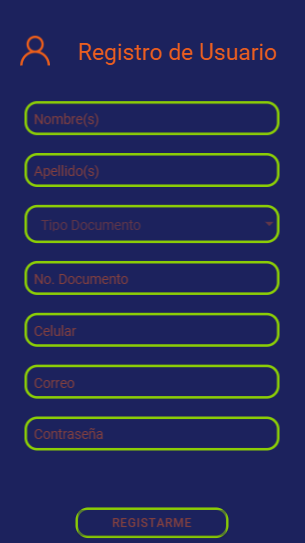 Registro de Usuario
Nombre(s)
Apellido(s)
Tipo Documento
No. Documento
Celular
Correo
Contraseña
REGISTARME